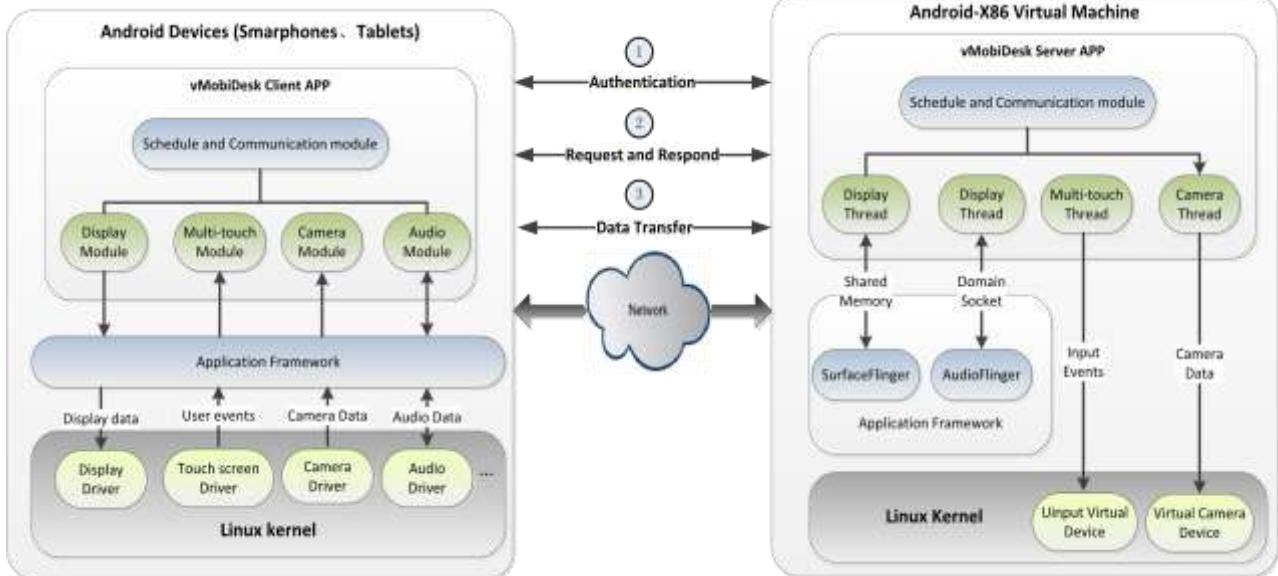 Android Devices (Smarphones、Tablets)
vMobiDesk Client APP
Schedule and Communication module
Display
Module
Multi-touch
Module
Camera
Module
Audio
Module
Application Framework
Display data
User events
Camera Data
Audio Data
Display
Driver
Touch screen
Driver
Camera
Driver
Audio
Driver
...
Linux kernel
1
Authentication
2
Request and Respond
3
Data Transfer
Network
Android-X86 Virtual Machine
vMobiDesk Server APP
Schedule and Communication module
Display
Thread
Display
Thread
Multi-touch
Thread
Camera
Thread
Shared
Memory
Domain
Socket
SurfaceFlinger
AudioFlinger
Application Framework
Input
Events
Camera
Data
Linux Kernel
UInput Virtual
Device
Virtual Camera
Device